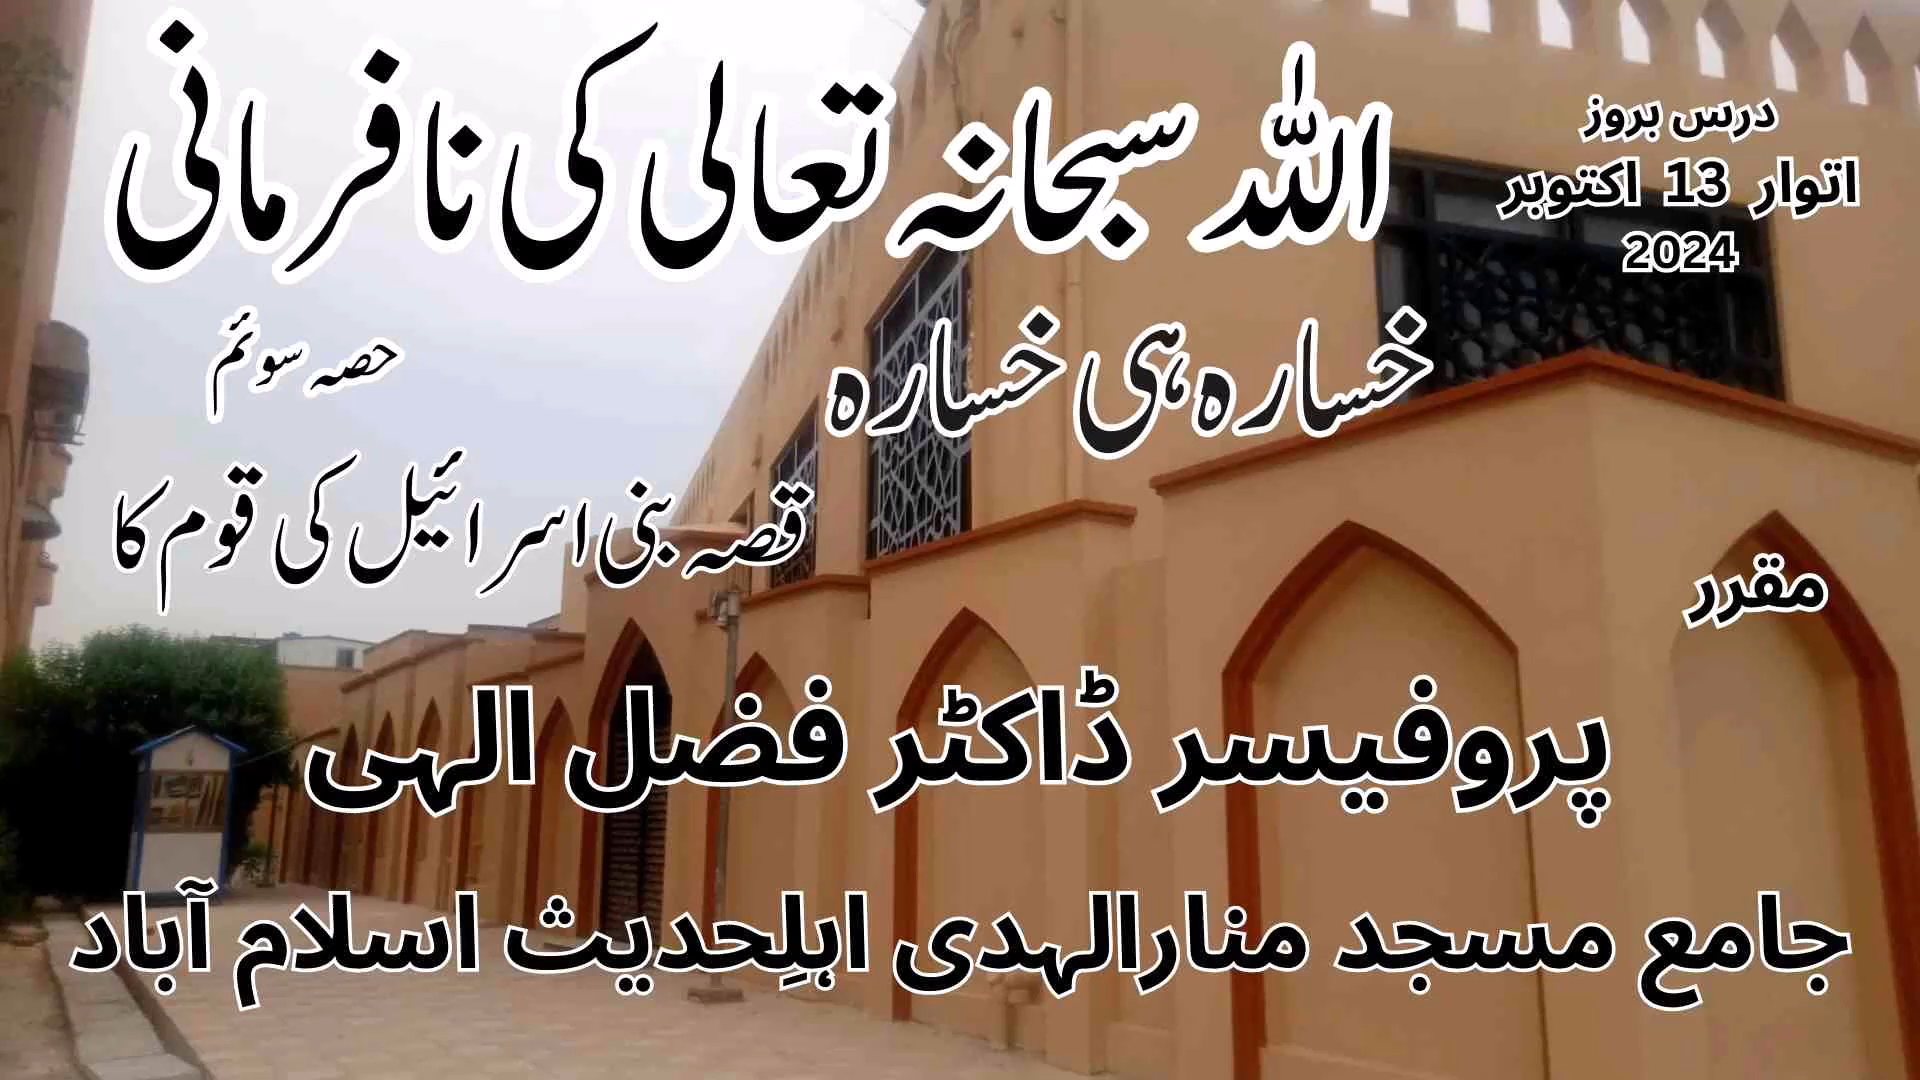 اللہ سبحانہ تعالی کی نافرمانی
درس بروز
اتوار 13 اکتوبر
2024
خسارہ ہی خسارہ
حصہ سوئم
قصہ بنی اسرائیل کی قوم کا
مقرر
پروفیسر ڈاکٹر فضل الہی
جامع مسجد منارالہدی اہلِحدیث اسلام آباد